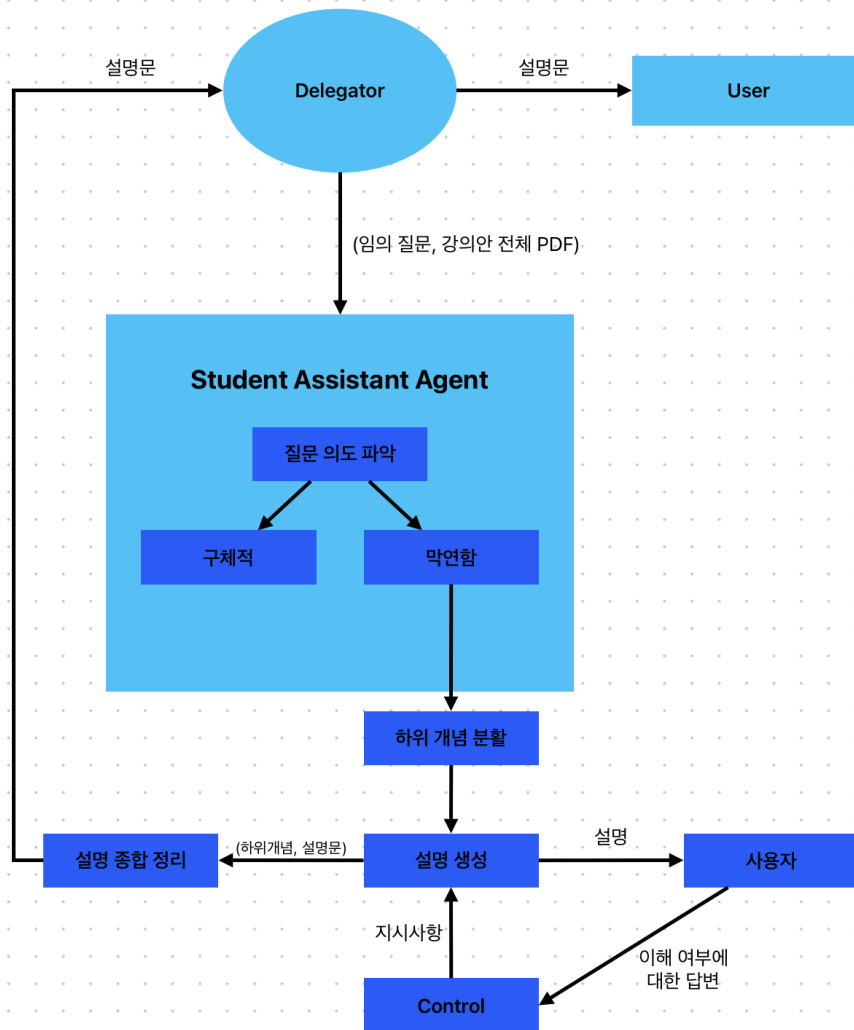 설명문
설명문
Delegator
User
(임의 질문, 강의안 전체 PDF)
Student Assistant Agent
질문 의도 파악
구체적
막연함
하위 개념 분활
설명 종합 정리
(하위개념, 설명문)
설명 생성
설명
사용자
지시사항
이해 여부에
대한 답변
Control